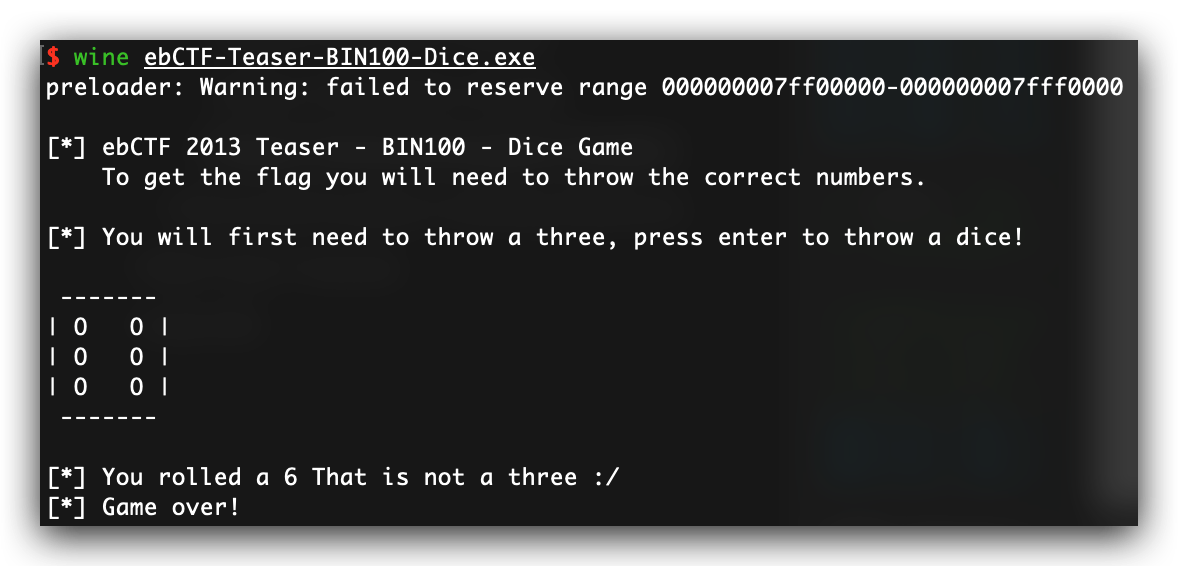 $ wine ebCTF-Teaser-BIN100-Dice.exe
preloader: Warning: failed to reserve range 000000007ff00000-000000007fff0000
[*] ebCTF 2013 Teaser - BIN100 - Dice Game
To get the flag you will need to throw the correct numbers.
[*] You will first need to throw a three, press enter to throw a dice!
-------
| O   O |
| O   O |
| O   O |
-------
[*] You rolled a 6 That is not a three :/
[*] Game over!